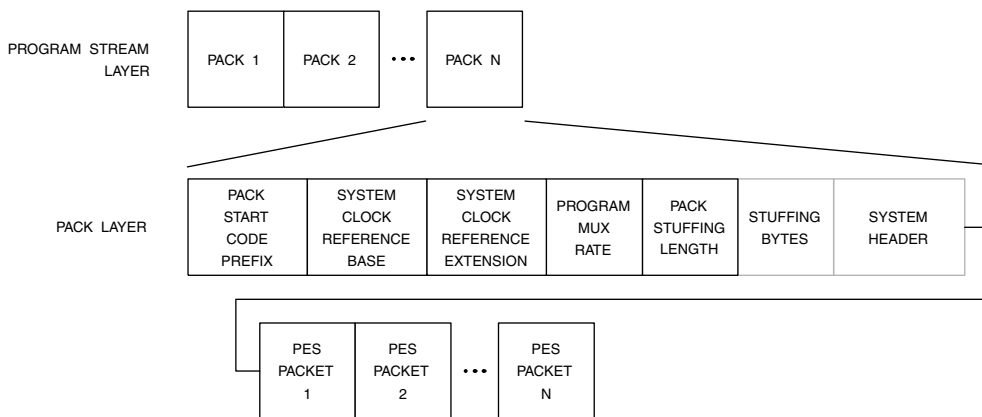 PROGRAM STREAM
LAYER
PACK 1
PACK 2
•••
PACK N
PACK LAYER
PACK
START
CODE
PREFIX
SYSTEM
CLOCK
REFERENCE
BASE
SYSTEM
CLOCK
REFERENCE
EXTENSION
PROGRAM
MUX
RATE
PACK
STUFFING
LENGTH
STUFFING
BYTES
SYSTEM
HEADER
PES
PACKET
1
PES
PACKET
2
•••
PES
PACKET
N